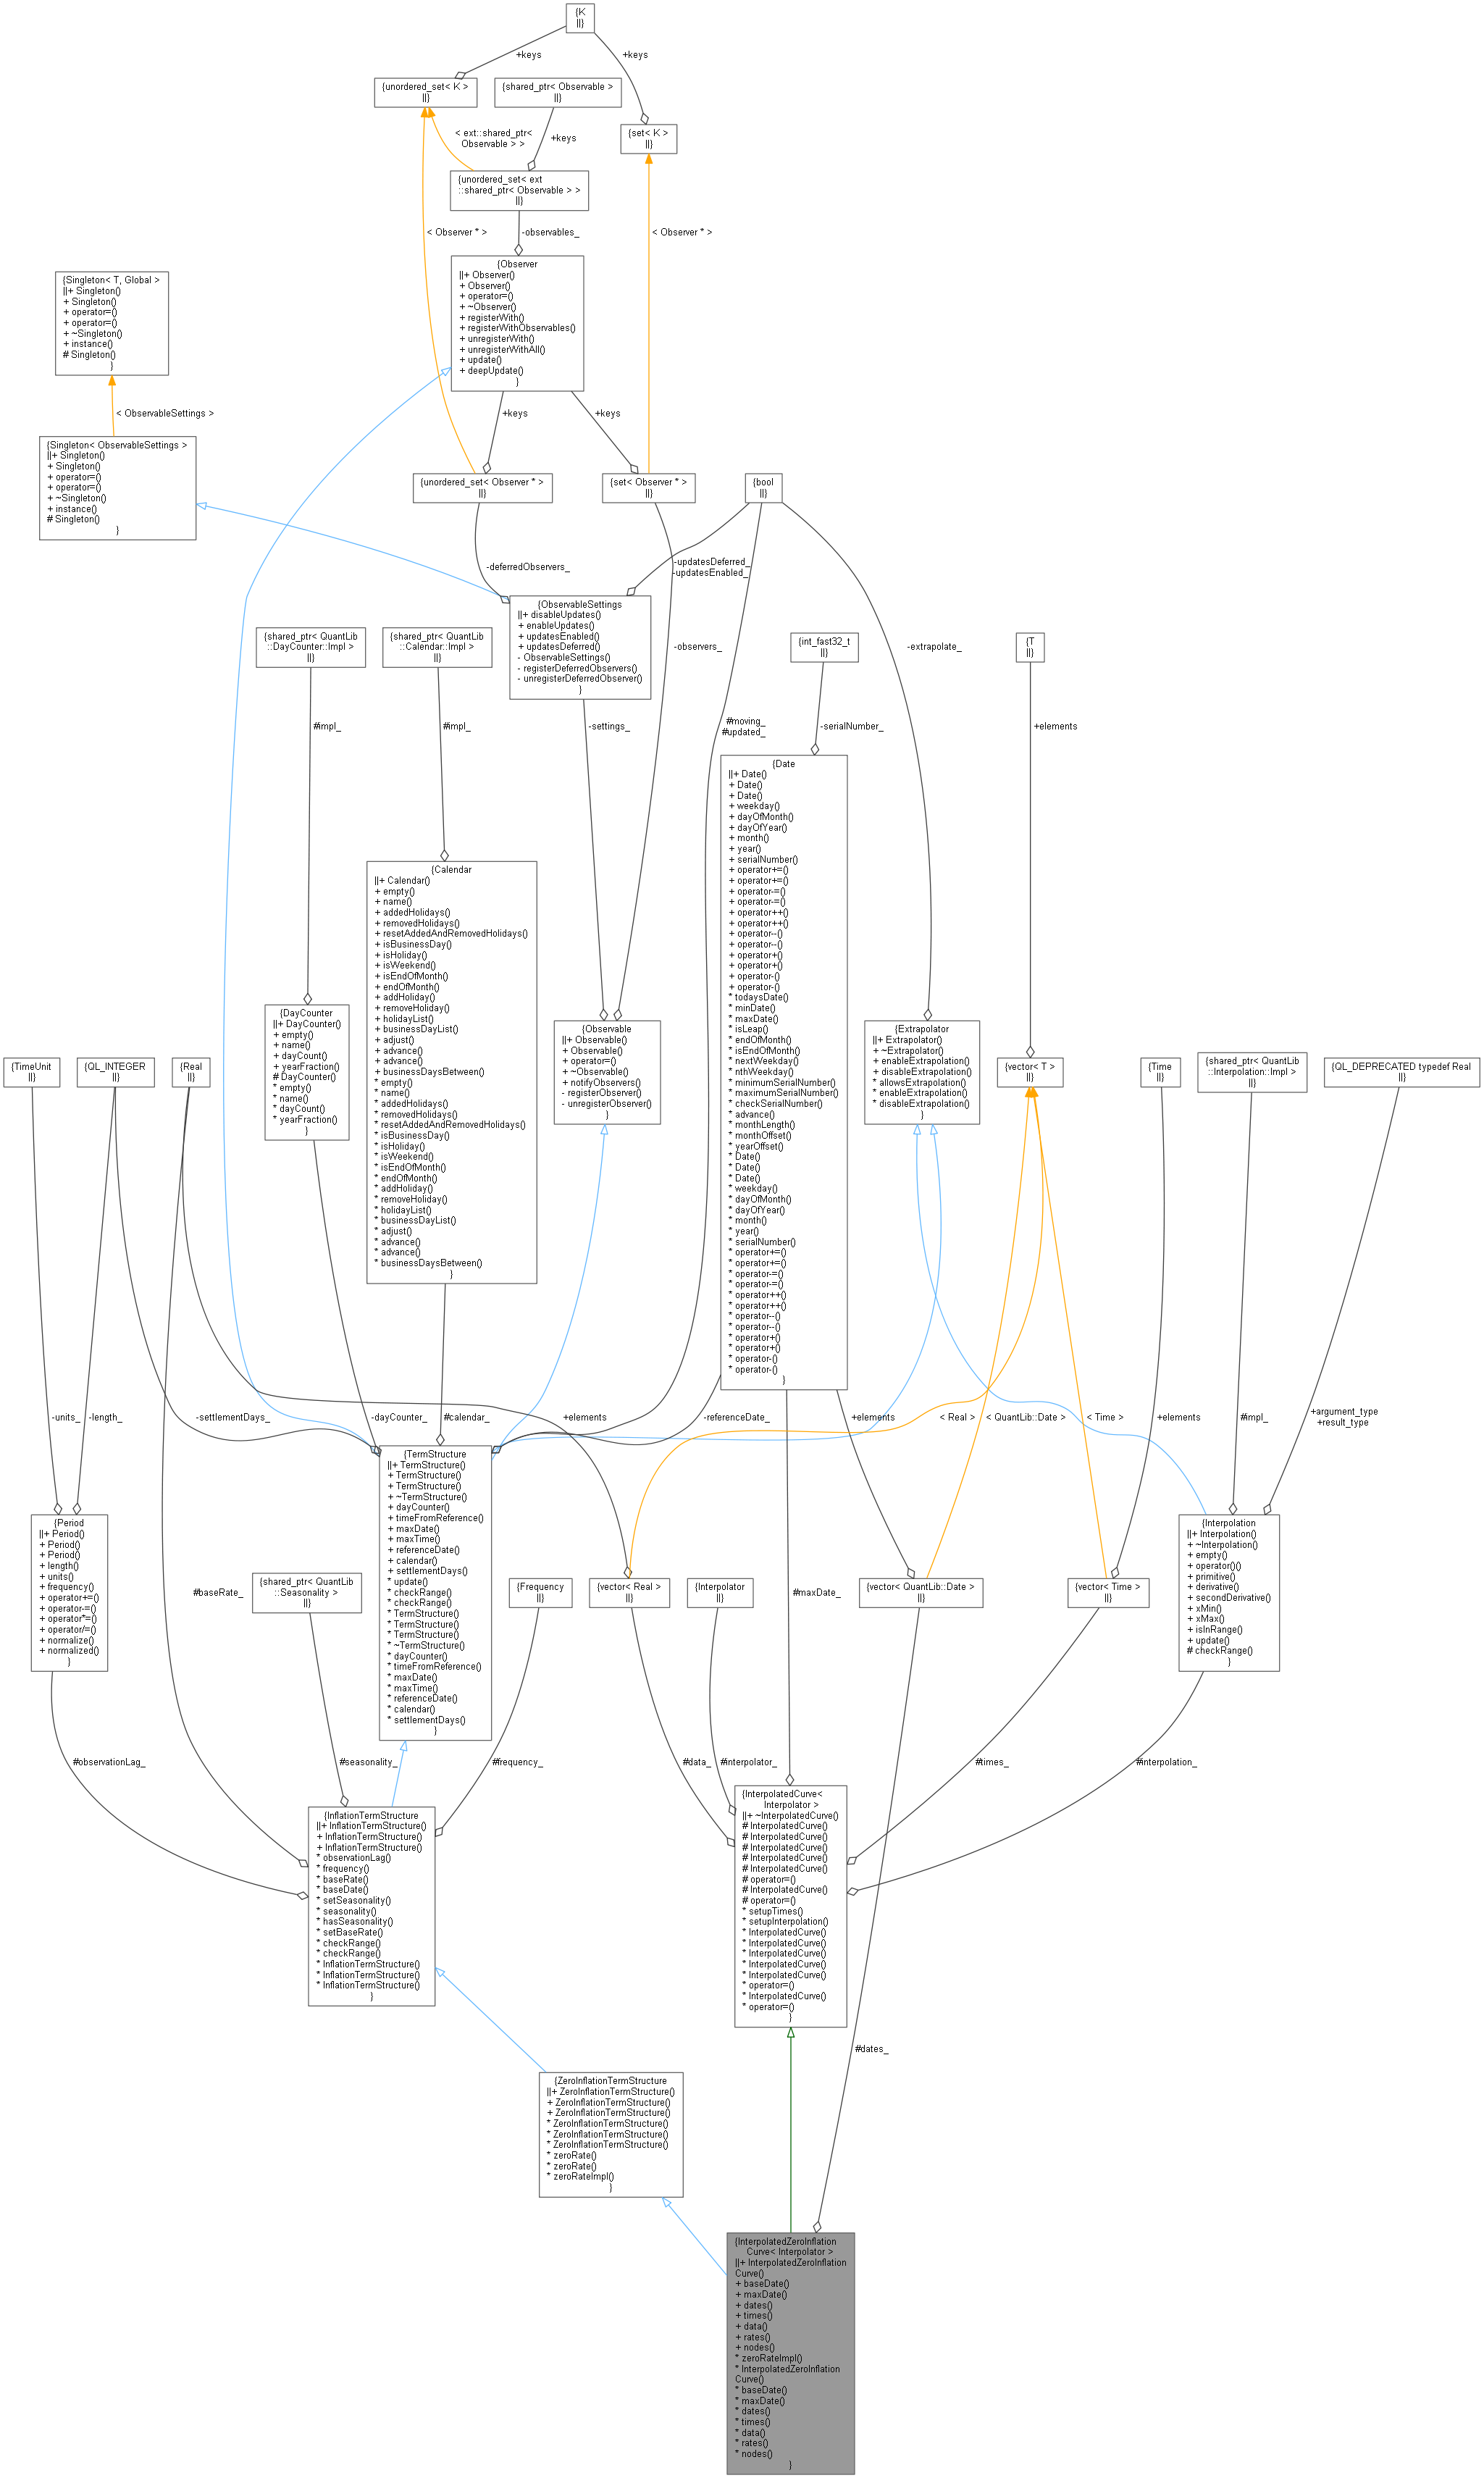 {K
||}
+keys
+keys
{unordered_set< K >
||}
{shared_ptr< Observable >
||}
{set< K >
||}
< ext::shared_ptr<
Observable > >
+keys
{unordered_set< ext
::shared_ptr< Observable > >
||}
< Observer * >
-observables_
< Observer * >
{Observer
||+ Observer()
+ Observer()
+ operator=()
+ ~Observer()
+ registerWith()
+ registerWithObservables()
+ unregisterWith()
+ unregisterWithAll()
+ update()
+ deepUpdate()
}
{Singleton< T, Global >
||+ Singleton()
+ Singleton()
+ operator=()
+ operator=()
+ ~Singleton()
+ instance()
# Singleton()
}
< ObservableSettings >
+keys
+keys
{Singleton< ObservableSettings >
||+ Singleton()
+ Singleton()
+ operator=()
+ operator=()
+ ~Singleton()
+ instance()
# Singleton()
}
{unordered_set< Observer * >
||}
{set< Observer * >
||}
{bool
||}
-deferredObservers_
-updatesDeferred_
-updatesEnabled_
{ObservableSettings
||+ disableUpdates()
+ enableUpdates()
+ updatesEnabled()
+ updatesDeferred()
- ObservableSettings()
- registerDeferredObservers()
- unregisterDeferredObserver()
}
{shared_ptr< QuantLib
::DayCounter::Impl >
||}
{shared_ptr< QuantLib
::Calendar::Impl >
||}
-observers_
{int_fast32_t
||}
-extrapolate_
{T
||}
#impl_
#impl_
-settings_
#moving_
#updated_
-serialNumber_
+elements
{Date
||+ Date()
+ Date()
+ Date()
+ weekday()
+ dayOfMonth()
+ dayOfYear()
+ month()
+ year()
+ serialNumber()
+ operator+=()
+ operator+=()
+ operator-=()
+ operator-=()
+ operator++()
+ operator++()
+ operator--()
+ operator--()
+ operator+()
+ operator+()
+ operator-()
+ operator-()
* todaysDate()
* minDate()
* maxDate()
* isLeap()
* endOfMonth()
* isEndOfMonth()
* nextWeekday()
* nthWeekday()
* minimumSerialNumber()
* maximumSerialNumber()
* checkSerialNumber()
* advance()
* monthLength()
* monthOffset()
* yearOffset()
* Date()
* Date()
* Date()
* weekday()
* dayOfMonth()
* dayOfYear()
* month()
* year()
* serialNumber()
* operator+=()
* operator+=()
* operator-=()
* operator-=()
* operator++()
* operator++()
* operator--()
* operator--()
* operator+()
* operator+()
* operator-()
* operator-()
}
{Calendar
||+ Calendar()
+ empty()
+ name()
+ addedHolidays()
+ removedHolidays()
+ resetAddedAndRemovedHolidays()
+ isBusinessDay()
+ isHoliday()
+ isWeekend()
+ isEndOfMonth()
+ endOfMonth()
+ addHoliday()
+ removeHoliday()
+ holidayList()
+ businessDayList()
+ adjust()
+ advance()
+ advance()
+ businessDaysBetween()
* empty()
* name()
* addedHolidays()
* removedHolidays()
* resetAddedAndRemovedHolidays()
* isBusinessDay()
* isHoliday()
* isWeekend()
* isEndOfMonth()
* endOfMonth()
* addHoliday()
* removeHoliday()
* holidayList()
* businessDayList()
* adjust()
* advance()
* advance()
* businessDaysBetween()
}
{DayCounter
||+ DayCounter()
+ empty()
+ name()
+ dayCount()
+ yearFraction()
# DayCounter()
* empty()
* name()
* dayCount()
* yearFraction()
}
{Observable
||+ Observable()
+ Observable()
+ operator=()
+ ~Observable()
+ notifyObservers()
- registerObserver()
- unregisterObserver()
}
{Extrapolator
||+ Extrapolator()
+ ~Extrapolator()
+ enableExtrapolation()
+ disableExtrapolation()
* allowsExtrapolation()
* enableExtrapolation()
* disableExtrapolation()
}
{TimeUnit
||}
{QL_INTEGER
||}
{Real
||}
{vector< T >
||}
{Time
||}
{shared_ptr< QuantLib
::Interpolation::Impl >
||}
{QL_DEPRECATED typedef Real
||}
-units_
-length_
-settlementDays_
-dayCounter_
#calendar_
+elements
-referenceDate_
+elements
< Real >
< QuantLib::Date >
< Time >
+elements
#impl_
+argument_type
+result_type
{TermStructure
||+ TermStructure()
+ TermStructure()
+ TermStructure()
+ ~TermStructure()
+ dayCounter()
+ timeFromReference()
+ maxDate()
+ maxTime()
+ referenceDate()
+ calendar()
+ settlementDays()
* update()
* checkRange()
* checkRange()
* TermStructure()
* TermStructure()
* TermStructure()
* ~TermStructure()
* dayCounter()
* timeFromReference()
* maxDate()
* maxTime()
* referenceDate()
* calendar()
* settlementDays()
}
{Period
||+ Period()
+ Period()
+ Period()
+ length()
+ units()
+ frequency()
+ operator+=()
+ operator-=()
+ operator*=()
+ operator/=()
+ normalize()
+ normalized()
}
{Interpolation
||+ Interpolation()
+ ~Interpolation()
+ empty()
+ operator()()
+ primitive()
+ derivative()
+ secondDerivative()
+ xMin()
+ xMax()
+ isInRange()
+ update()
# checkRange()
}
#baseRate_
{shared_ptr< QuantLib
::Seasonality >
||}
{Frequency
||}
{vector< Real >
||}
{Interpolator
||}
#maxDate_
{vector< QuantLib::Date >
||}
{vector< Time >
||}
#observationLag_
#seasonality_
#frequency_
#data_
#interpolator_
#times_
#interpolation_
{InflationTermStructure
||+ InflationTermStructure()
+ InflationTermStructure()
+ InflationTermStructure()
* observationLag()
* frequency()
* baseRate()
* baseDate()
* setSeasonality()
* seasonality()
* hasSeasonality()
* setBaseRate()
* checkRange()
* checkRange()
* InflationTermStructure()
* InflationTermStructure()
* InflationTermStructure()
}
{InterpolatedCurve<
Interpolator >
||+ ~InterpolatedCurve()
# InterpolatedCurve()
# InterpolatedCurve()
# InterpolatedCurve()
# InterpolatedCurve()
# InterpolatedCurve()
# operator=()
# InterpolatedCurve()
# operator=()
* setupTimes()
* setupInterpolation()
* InterpolatedCurve()
* InterpolatedCurve()
* InterpolatedCurve()
* InterpolatedCurve()
* InterpolatedCurve()
* operator=()
* InterpolatedCurve()
* operator=()
}
#dates_
{ZeroInflationTermStructure
||+ ZeroInflationTermStructure()
+ ZeroInflationTermStructure()
+ ZeroInflationTermStructure()
* ZeroInflationTermStructure()
* ZeroInflationTermStructure()
* ZeroInflationTermStructure()
* zeroRate()
* zeroRate()
* zeroRateImpl()
}
{InterpolatedZeroInflation
Curve< Interpolator >
||+ InterpolatedZeroInflation
Curve()
+ baseDate()
+ maxDate()
+ dates()
+ times()
+ data()
+ rates()
+ nodes()
* zeroRateImpl()
* InterpolatedZeroInflation
Curve()
* baseDate()
* maxDate()
* dates()
* times()
* data()
* rates()
* nodes()
}